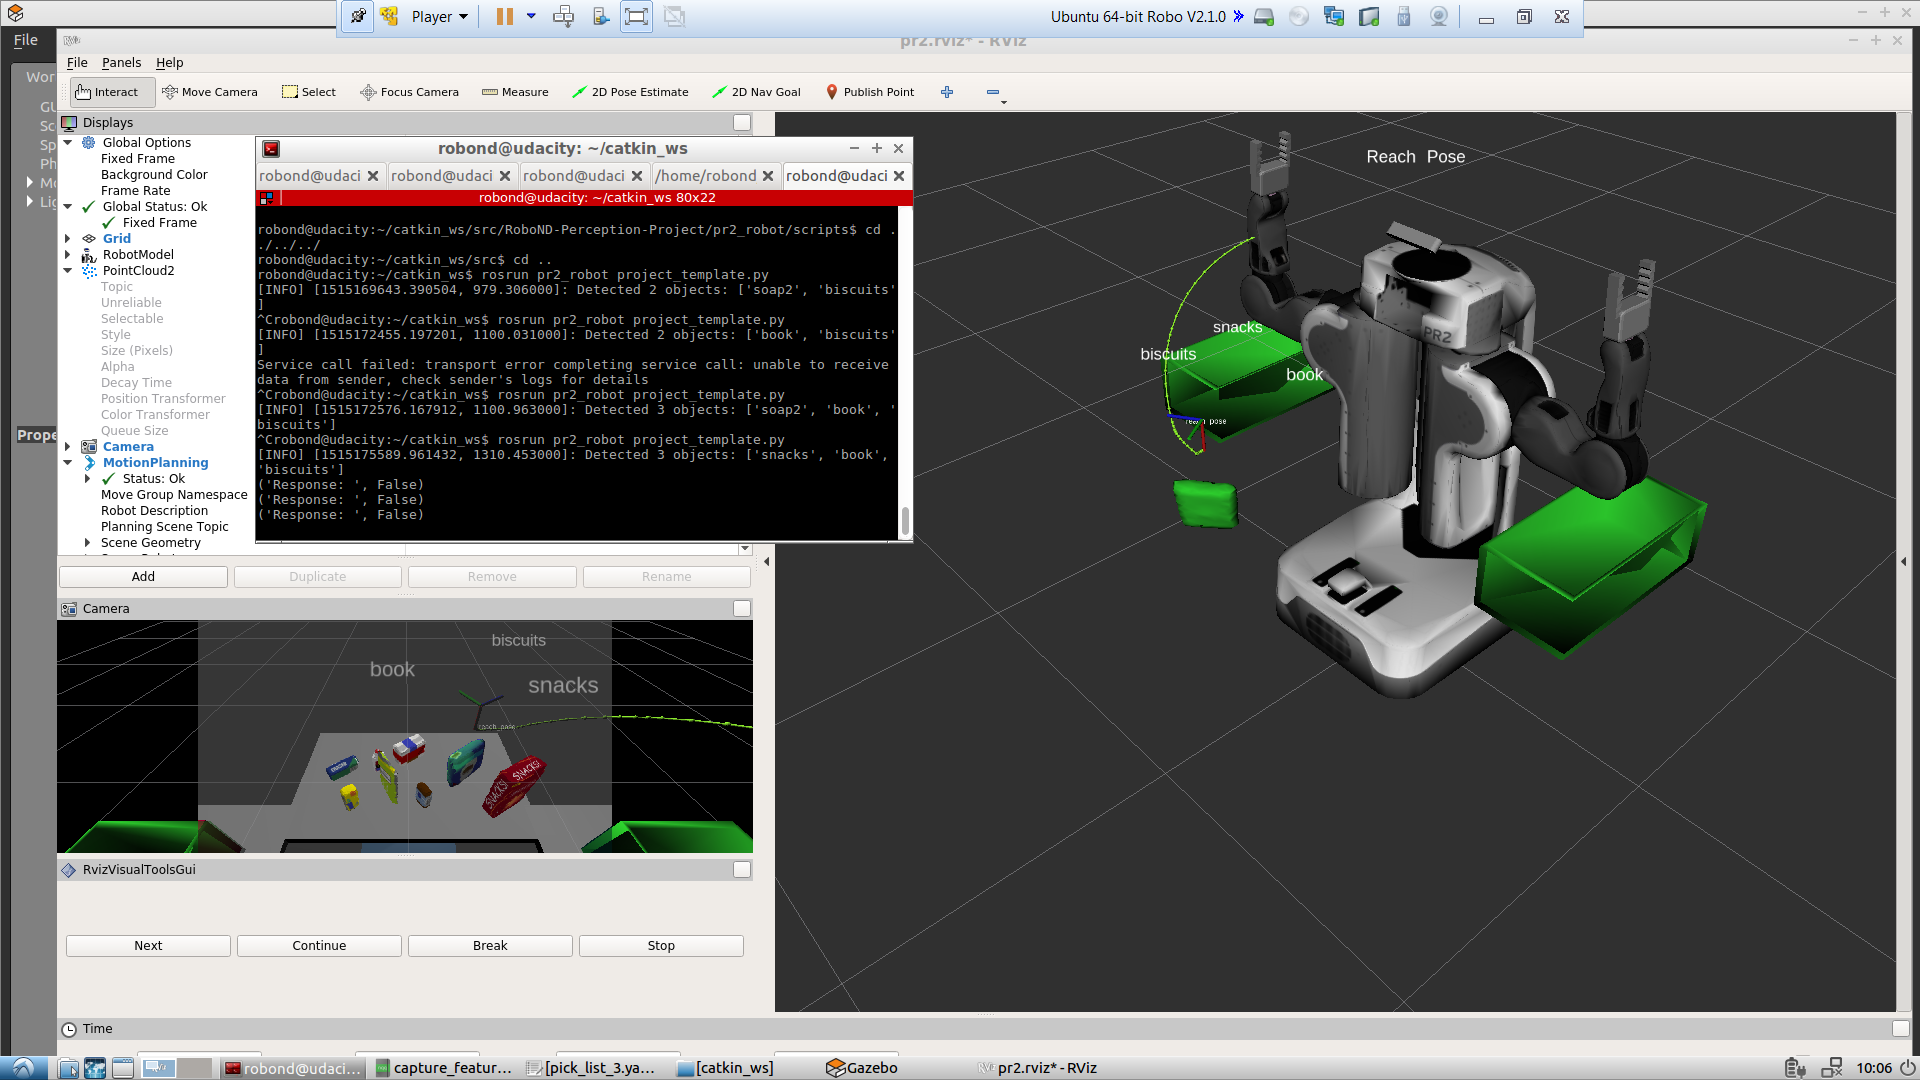 Player
Ubuntu 64-bit Robo V2.1.0
File
pr2.rviz* - RViz
File Panels Help
Interact Move Camera Select Focus Camera Measure 2D Pose Estimate 2D Nav Goal Publish Point
Displays
Global Options
Fixed Frame
Background Color
Frame Rate
Global Status: Ok
Fixed Frame
Grid
RobotModel
PointCloud2
Topic
Unreliable
Selectable
Style
Size (Pixels)
Alpha
Decay Time
Position Transformer
Color Transformer
Queue Size
Camera
MotionPlanning
Status: Ok
Move Group Namespace
Robot Description
Planning Scene Topic
Scene Geometry
robond@udacity: ~/catkin_ws
robond@udaci robond@udaci robond@udaci /home/robond robond@udaci
robond@udacity: ~/catkin_ws 80x22
robond@udacity:~/catkin_ws/src/RoboND-Perception-Project/pr2_robot/scripts$ cd .
./../../
robond@udacity:~/catkin_ws/src$ cd ..
robond@udacity:~/catkin_ws$ rosrun pr2_robot project_template.py
[INFO] [1515169643.390504, 979.306000]: Detected 2 objects: ['soap2', 'biscuits'
]
^Crobond@udacity:~/catkin_ws$ rosrun pr2_robot project_template.py
[INFO] [1515172455.197201, 1100.031000]: Detected 2 objects: ['book', 'biscuits'
]
Service call failed: transport error completing service call: unable to receive
data from sender, check sender's logs for details
^Crobond@udacity:~/catkin_ws$ rosrun pr2_robot project_template.py
[INFO] [1515172576.167912, 1100.963000]: Detected 3 objects: ['soap2', 'book', '
biscuits']
^Crobond@udacity:~/catkin_ws$ rosrun pr2_robot project_template.py
[INFO] [1515175589.961432, 1310.453000]: Detected 3 objects: ['snacks', 'book',
'biscuits']
('Response: ', False)
('Response: ', False)
('Response: ', False)
Add Duplicate Remove Rename
Camera
biscuits
book
snacks
reach_pose
SNACKS!
SNACKS!
RvizVisualToolsGui
Next Continue Break Stop
Time
Reach Pose
snacks
biscuits
book
PR2
robond@udaci... capture_featur... [pick_list_3.ya... [catkin_ws] Gazebo pr2.rviz* - RViz 10:06